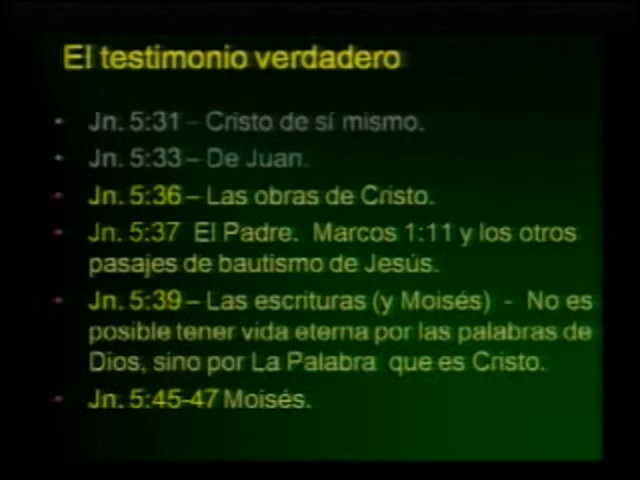 El testimonio verdadero
- Jn. 5:31 – Cristo de sí mismo.
- Jn. 5:33 – De Juan.
- Jn. 5:36 – Las obras de Cristo.
- Jn. 5:37 El Padre. Marcos 1:11 y los otros
pasajes de bautismo de Jesús.
- Jn. 5:39 – Las escrituras (y Moisés) - No es
posible tener vida eterna por las palabras de
Dios, sino por La Palabra que es Cristo.
- Jn. 5:45-47 Moisés.